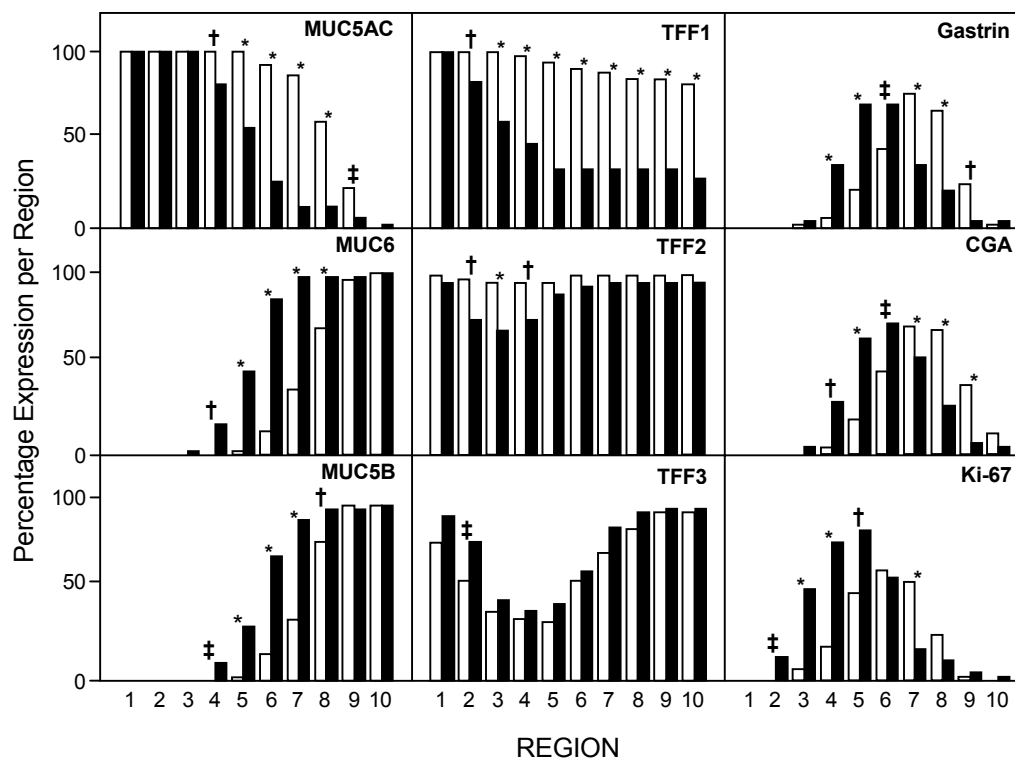 Percentage Expression per Region
MUC5AC
TFF1
Gastrin
100
50
0
† * * * * ‡
† * * * * * * * *
* * ‡ * * †
MUC6
TFF2
CGA
100
50
0
† * * * *
† * †
† * ‡ * * *
MUC5B
TFF3
Ki-67
100
50
0
‡ * * * †
‡
‡ * * † *
1 2 3 4 5 6 7 8 9 10
1 2 3 4 5 6 7 8 9 10
1 2 3 4 5 6 7 8 9 10
REGION